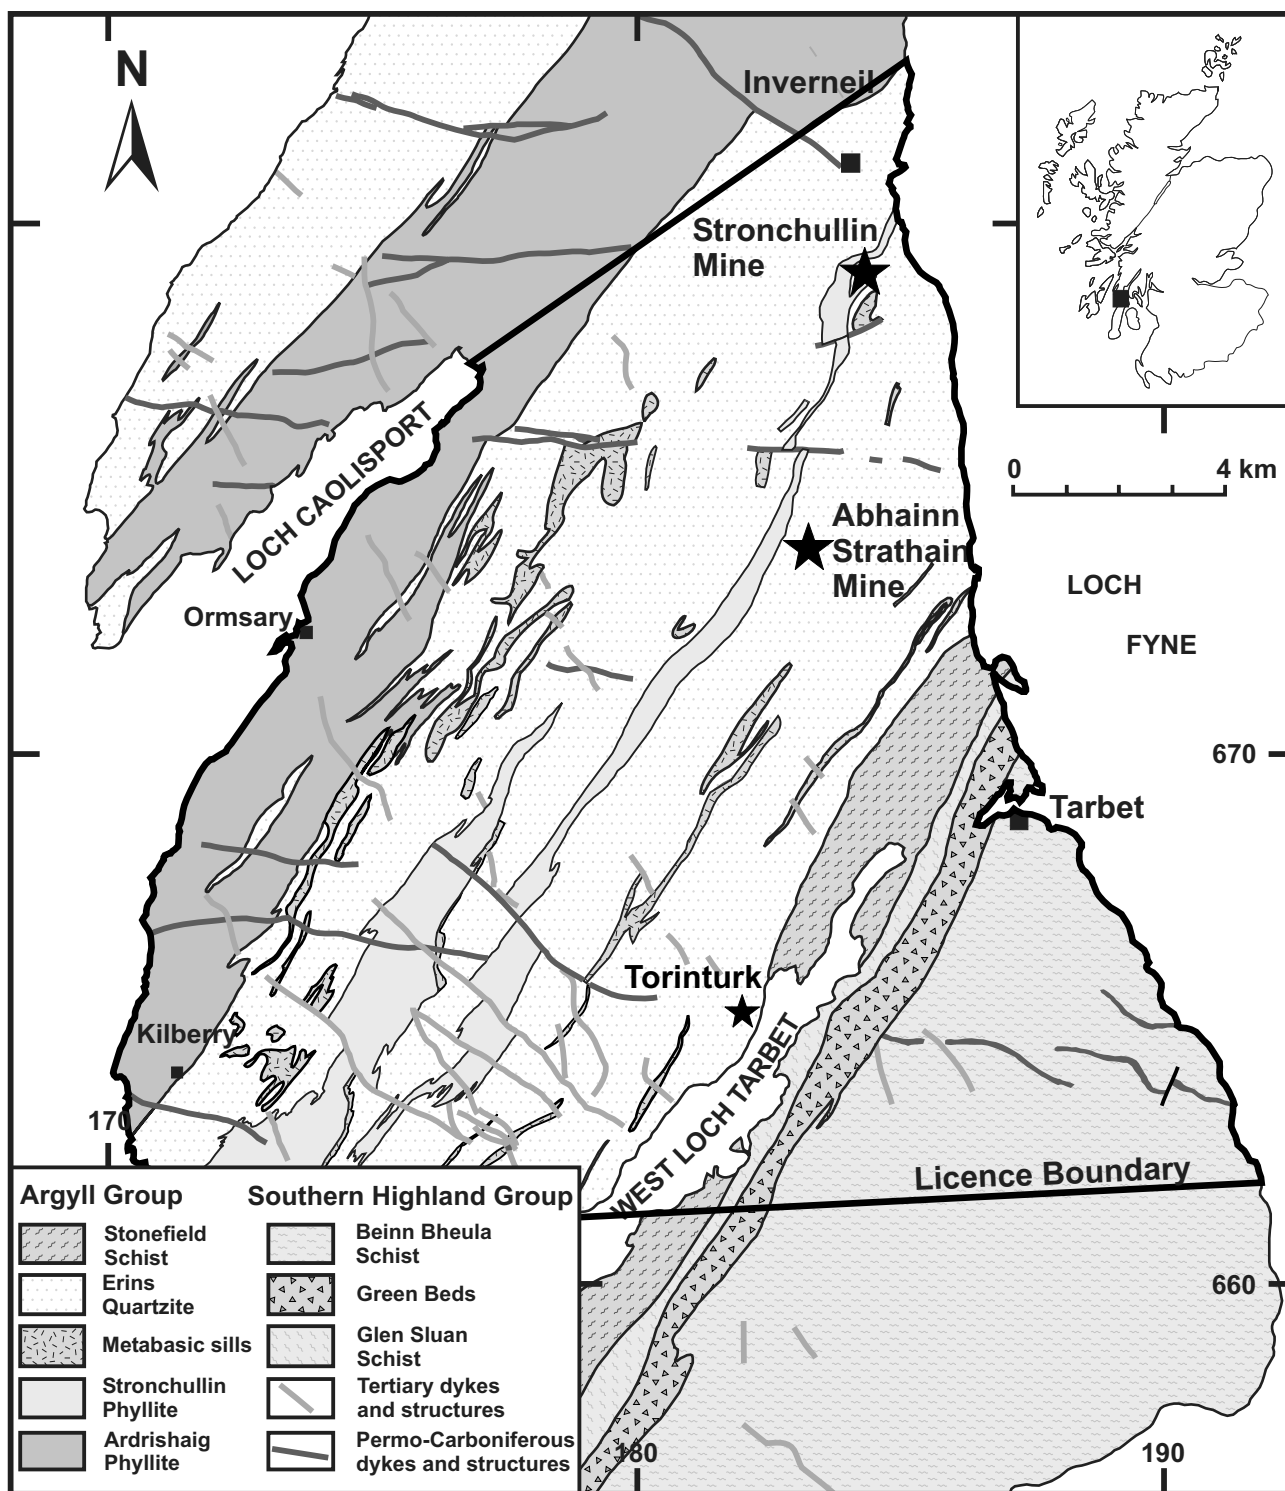 N
Inverneil
Stronchullin
Mine
0 4 km
LOCH CAOLISPORT
Abhainn
Strathain
Mine
LOCH
FYNE
Ormsary
670
Tarbet
Torinturk
Kilberry
WEST LOCH TARBET
170
Licence Boundary
660
180
190
Argyll Group
Stonefield
Schist
Erins
Quartzite
Metabasic sills
Stronchullin
Phyllite
Ardrishaig
Phyllite
Southern Highland Group
Beinn Bheula
Schist
Green Beds
Glen Sluan
Schist
Tertiary dykes
and structures
Permo-Carboniferous
dykes and structures